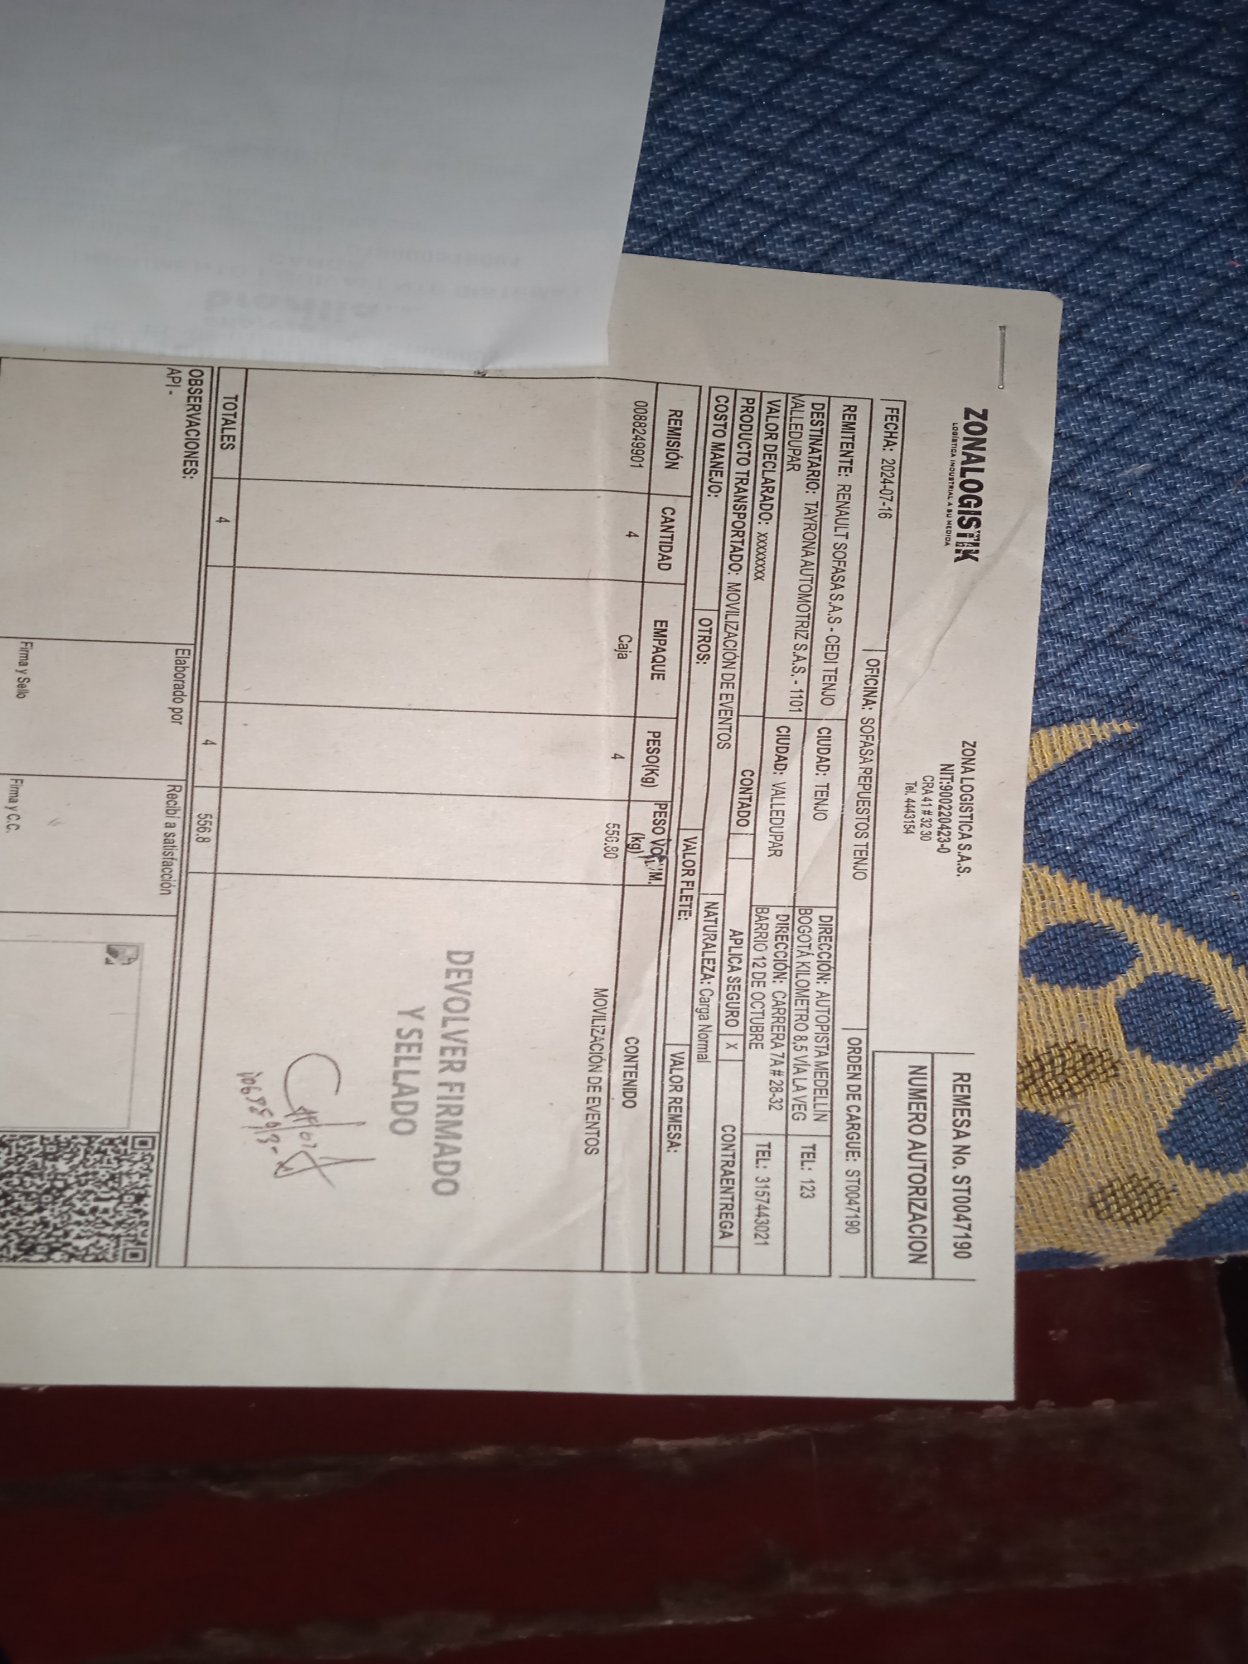 ZONALOGISTIK
LOGÍSTICA INDUSTRIAL A SU MEDIDA
ZONA LOGISTICA S.A.S.
NIT:900220423-0
CRA 41 # 32 30
Tel. 4443154
REMESA No. ST0047190
NUMERO AUTORIZACION
FECHA: 2024-07-16
OFICINA: SOFASA REPUESTOS TENJO
ORDEN DE CARGUE: ST0047190
REMITENTE: RENAULT SOFASA S.A.S - CEDI TENJO
CIUDAD: TENJO
DIRECCIÓN: AUTOPISTA MEDELLIN
BOGOTÁ KILOMETRO 8,5 VÍA LA VEG
TEL: 123
DESTINATARIO: TAYRONA AUTOMOTRIZ S.A.S. - 1101
VALLEDUPAR
CIUDAD: VALLEDUPAR
DIRECCIÓN: CARRERA 7A # 28-32
BARRIO 12 DE OCTUBRE
TEL: 3157443021
VALOR DECLARADO: xxxxxxxx
CONTADO
APLICA SEGURO X
CONTRAENTREGA
PRODUCTO TRANSPORTADO: MOVILIZACIÓN DE EVENTOS
NATURALEZA: Carga Normal
COSTO MANEJO:
OTROS:
VALOR FLETE:
VALOR REMESA:
REMISIÓN CANTIDAD EMPAQUE PESO(Kg) PESO VOLUM. (kg) CONTENIDO
0088249901 4 Caja 4 556.80 MOVILIZACIÓN DE EVENTOS
DEVOLVER FIRMADO
Y SELLADO
TOTALES 4 4 556.8
OBSERVACIONES:
API -
Elaborado por
Recibí a satisfacción
Firma y Sello
Firma y C.C.